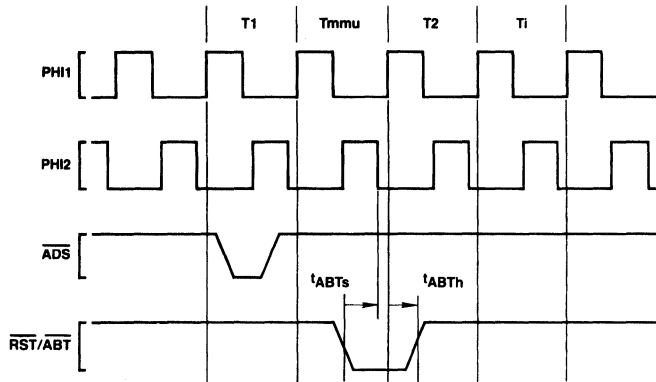 T1 Tmmu T2 Ti
PHI1
PHI2
ADS
tABTs tABTh
RST/ABT